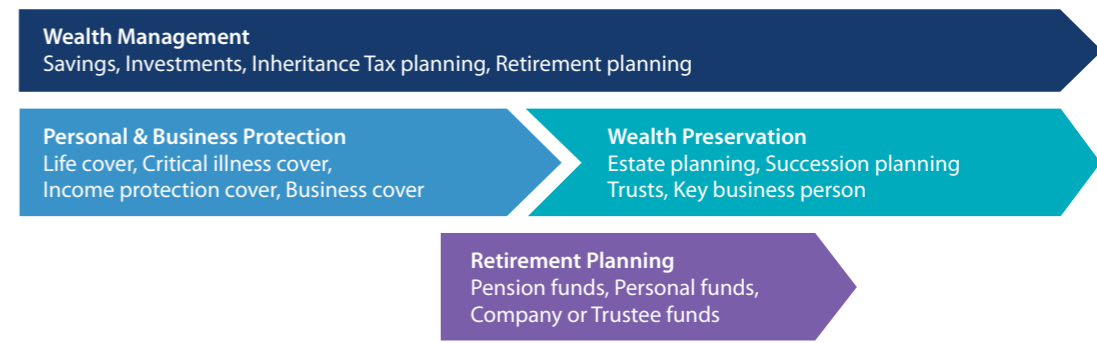 Wealth Management
Savings, Investments, Inheritance Tax planning, Retirement planning
Personal & Business Protection
Life cover, Critical illness cover,
Income protection cover, Business cover
Wealth Preservation
Estate planning, Succession planning
Trusts, Key business person
Retirement Planning
Pension funds, Personal funds,
Company or Trustee funds